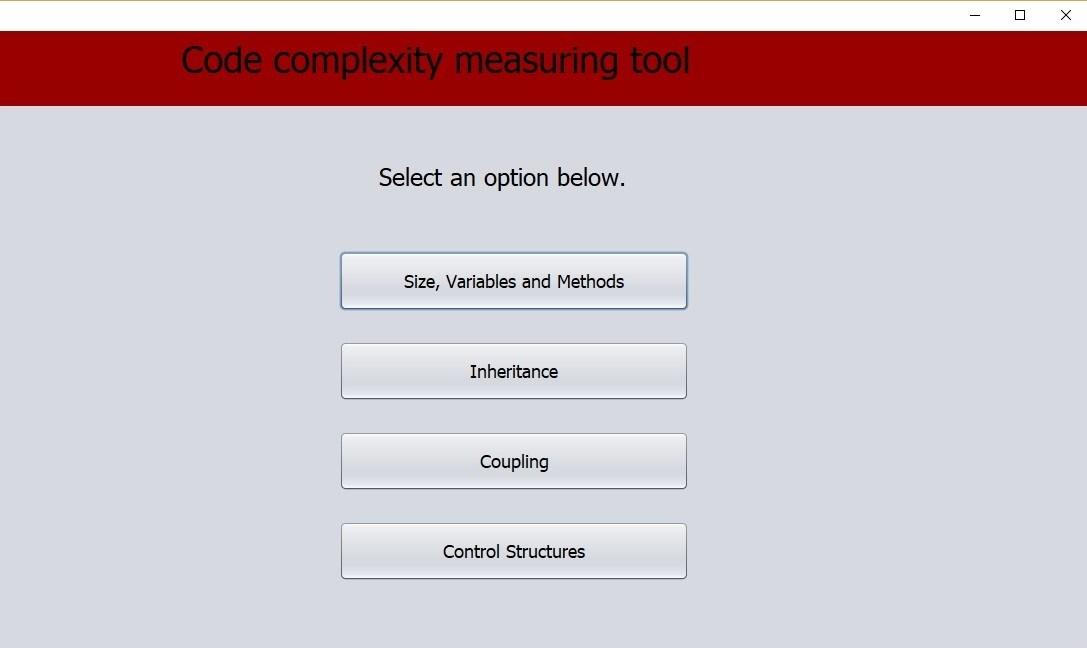 Code complexity measuring tool
Select an option below.
Size, Variables and Methods
Inheritance
Coupling
Control Structures